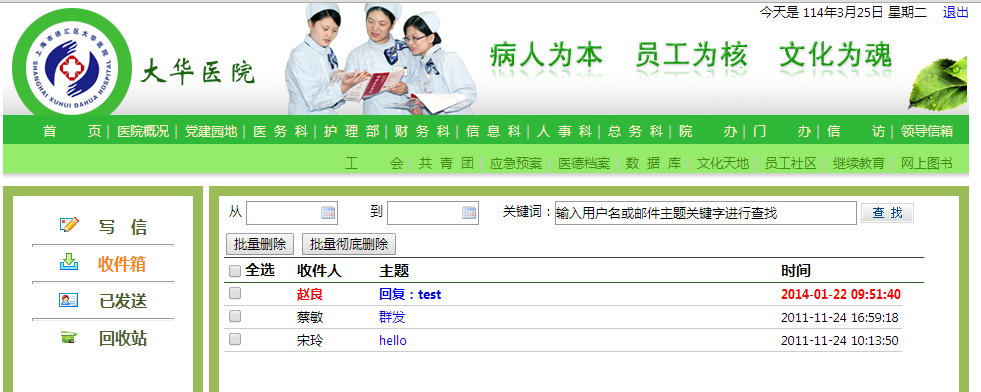 今天是 114年3月25日 星期二 退出
上海市徐汇区大华医院
SHANGHAI XUHUI DAHUA HOSPITAL
大华医院
病人为本 员工为核 文化为魂
首 页| 医院概况| 党建园地| 医 务 科| 护 理 部| 财 务 科| 信 息 科| 人 事 科| 总 务 科| 院 办| 门 办| 信 访| 领导信箱
工 会| 共 青 团| 应急预案| 医德档案| 数 据 库| 文化天地| 员工社区| 继续教育| 网上图书
写 信
收件箱
已发送
回收站
从 到 关键词：输入用户名或邮件主题关键字进行查找 查 找
批量删除 批量彻底删除
全选 收件人 主题 时间
赵良 回复：test 2014-01-22 09:51:40
蔡敏 群发 2011-11-24 16:59:18
宋玲 hello 2011-11-24 10:13:50